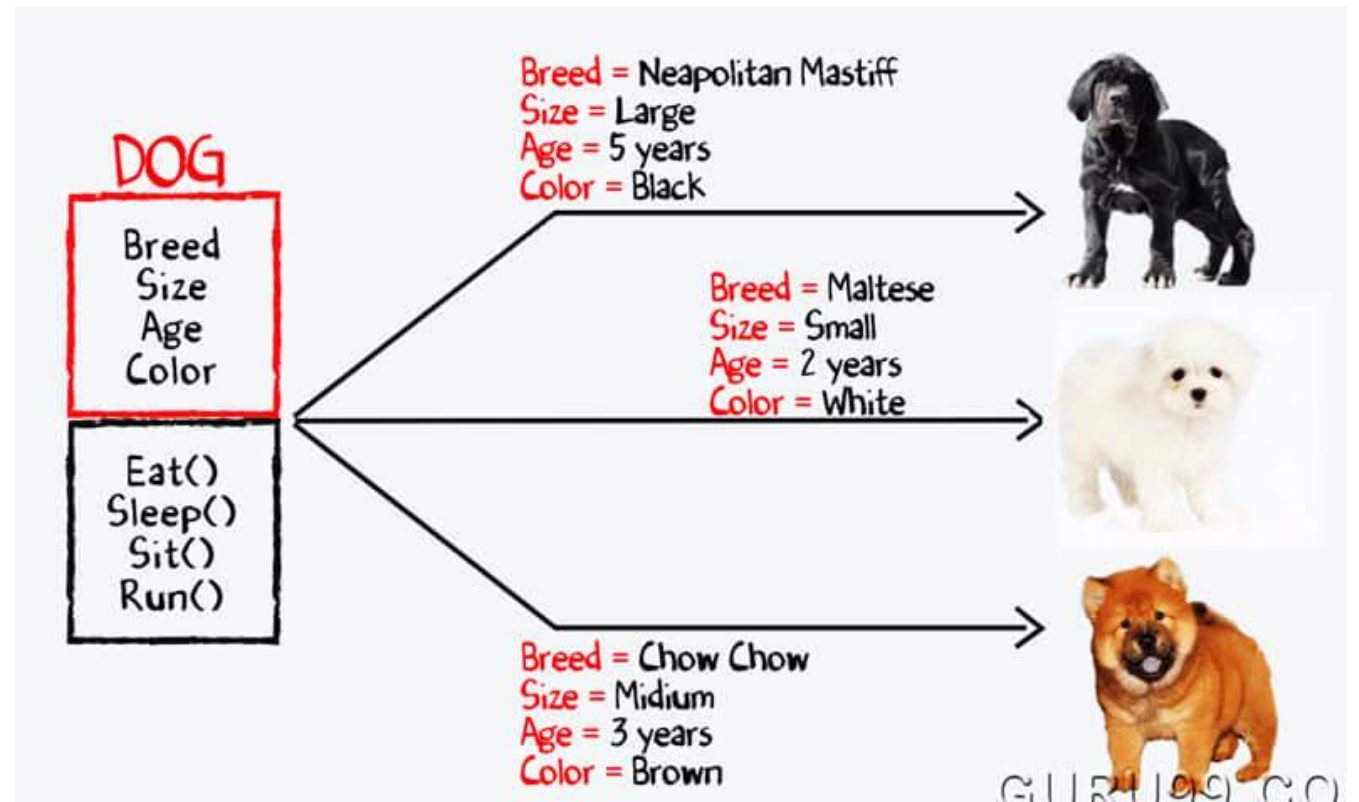 DOG
Breed
Size
Age
Color
Eat()
Sleep()
Sit()
Run()
Breed = Neapolitan Mastiff
Size = Large
Age = 5 years
Color = Black
Breed = Maltese
Size = Small
Age = 2 years
Color = White
Breed = Chow Chow
Size = Midium
Age = 3 years
Color = Brown
GURU99.CO